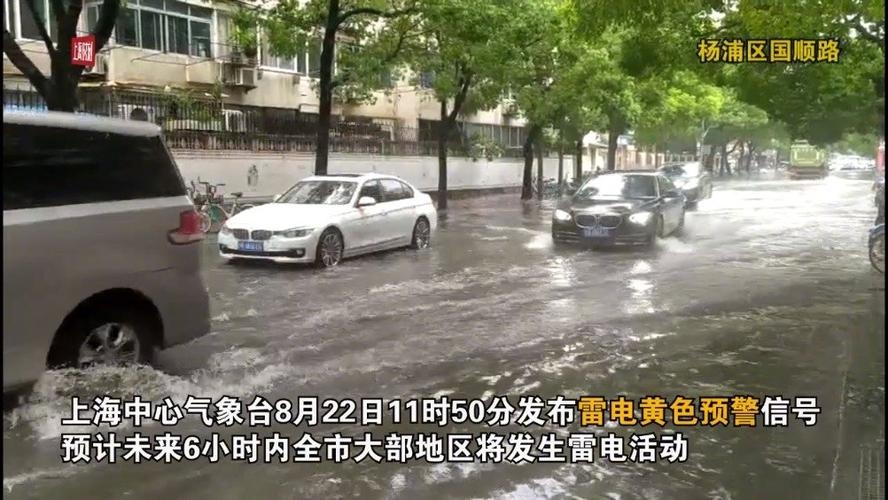 杨浦区国顺路
上海中心气象台8月22日11时50分发布雷电黄色预警信号
预计未来6小时内全市大部地区将发生雷电活动